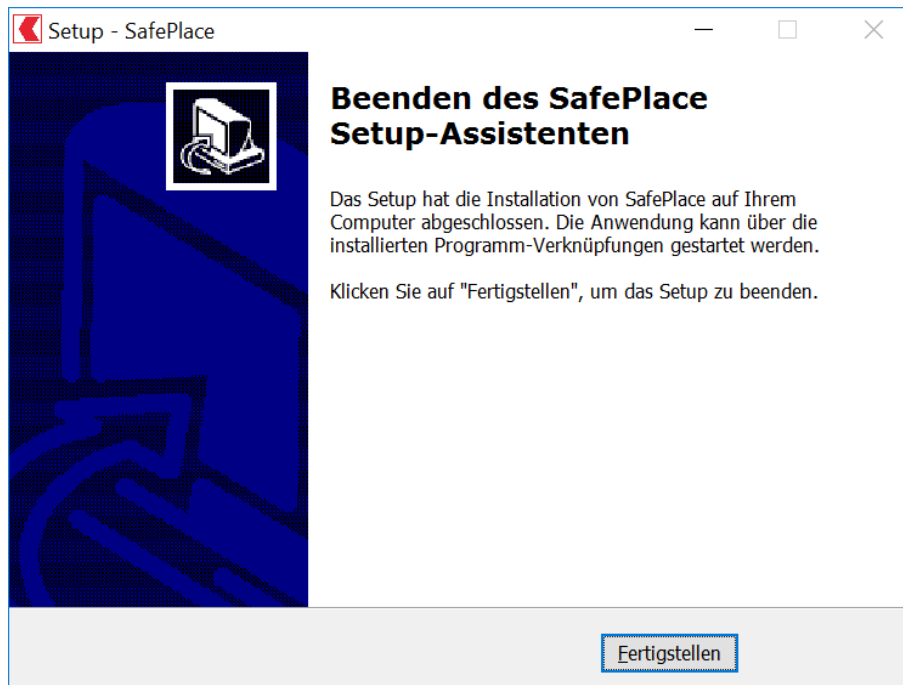 Setup - SafePlace
Beenden des SafePlace
Setup-Assistenten
Das Setup hat die Installation von SafePlace auf Ihrem
Computer abgeschlossen. Die Anwendung kann über die
installierten Programm-Verknüpfungen gestartet werden.
Klicken Sie auf "Fertigstellen", um das Setup zu beenden.
Fertigstellen